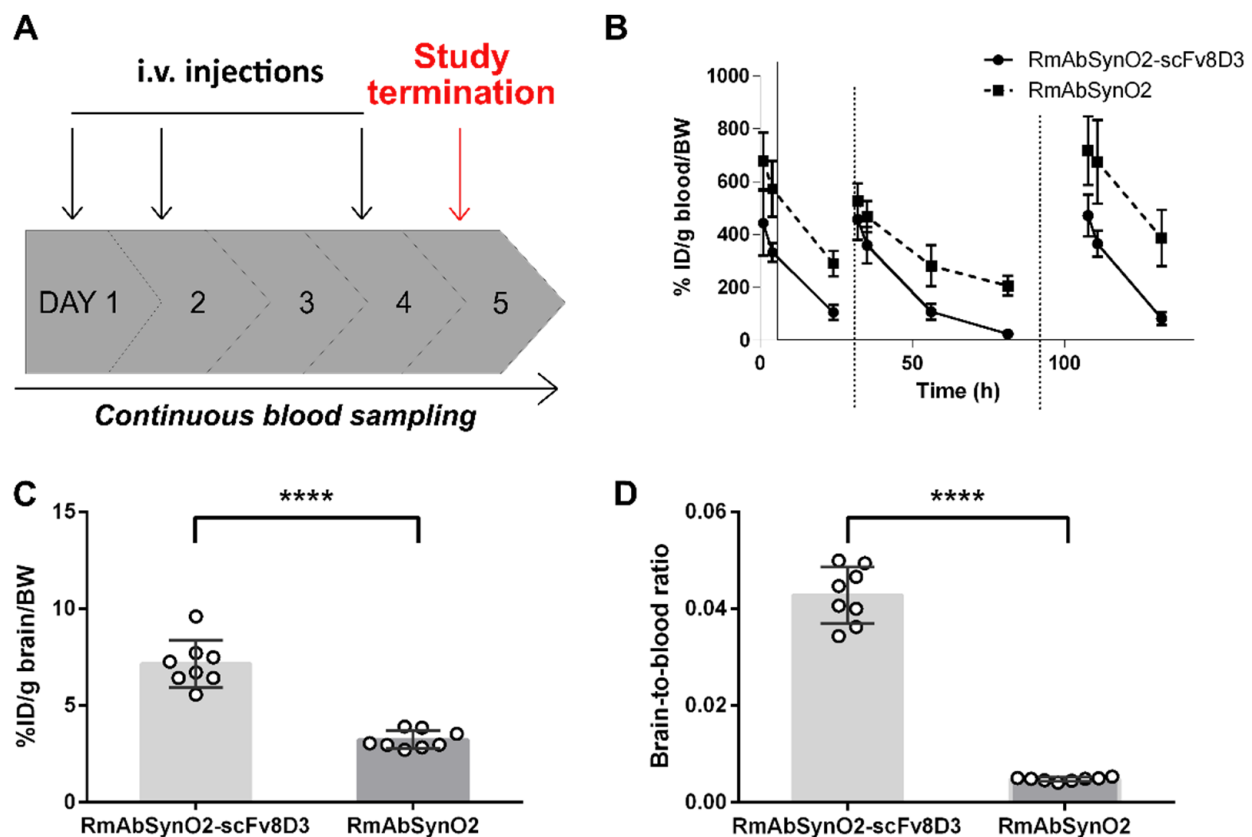 A
i.v. injections
Study
termination
DAY 1
2
3
4
5
Continuous blood sampling
B
RmAbSynO2-scFv8D3
RmAbSynO2
% ID/g blood/BW
1000
800
600
400
200
0
0
50
100
Time (h)
C
****
%ID/g brain/BW
15
10
5
0
RmAbSynO2-scFv8D3
RmAbSynO2
D
****
Brain-to-blood ratio
0.06
0.04
0.02
0.00
RmAbSynO2-scFv8D3
RmAbSynO2